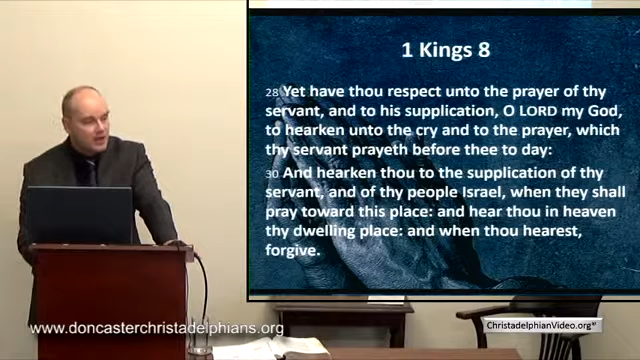 1 Kings 8
28 Yet have thou respect unto the prayer of thy
servant, and to his supplication, O LORD my God,
to hearken unto the cry and to the prayer, which
thy servant prayeth before thee to day:
30 And hearken thou to the supplication of thy
servant, and of thy people Israel, when they shall
pray toward this place: and hear thou in heaven
thy dwelling place: and when thou hearest,
forgive.
www.doncasterchristadelphians.org
ChristadelphianVideo.org